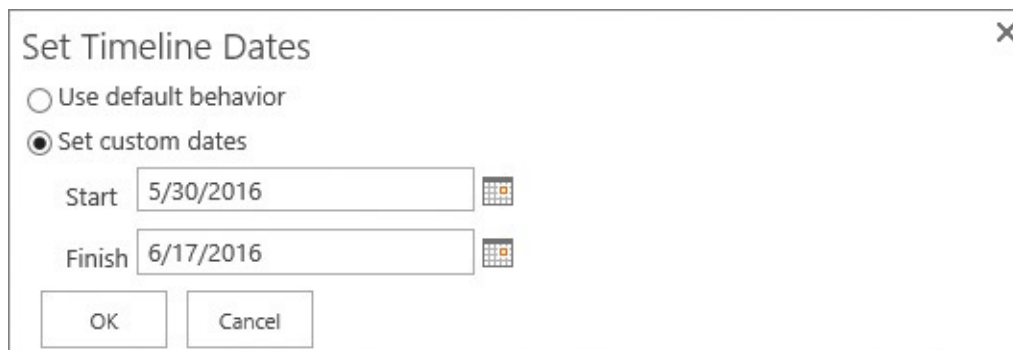 Set Timeline Dates
Use default behavior
Set custom dates
Start 5/30/2016
Finish 6/17/2016
OK Cancel